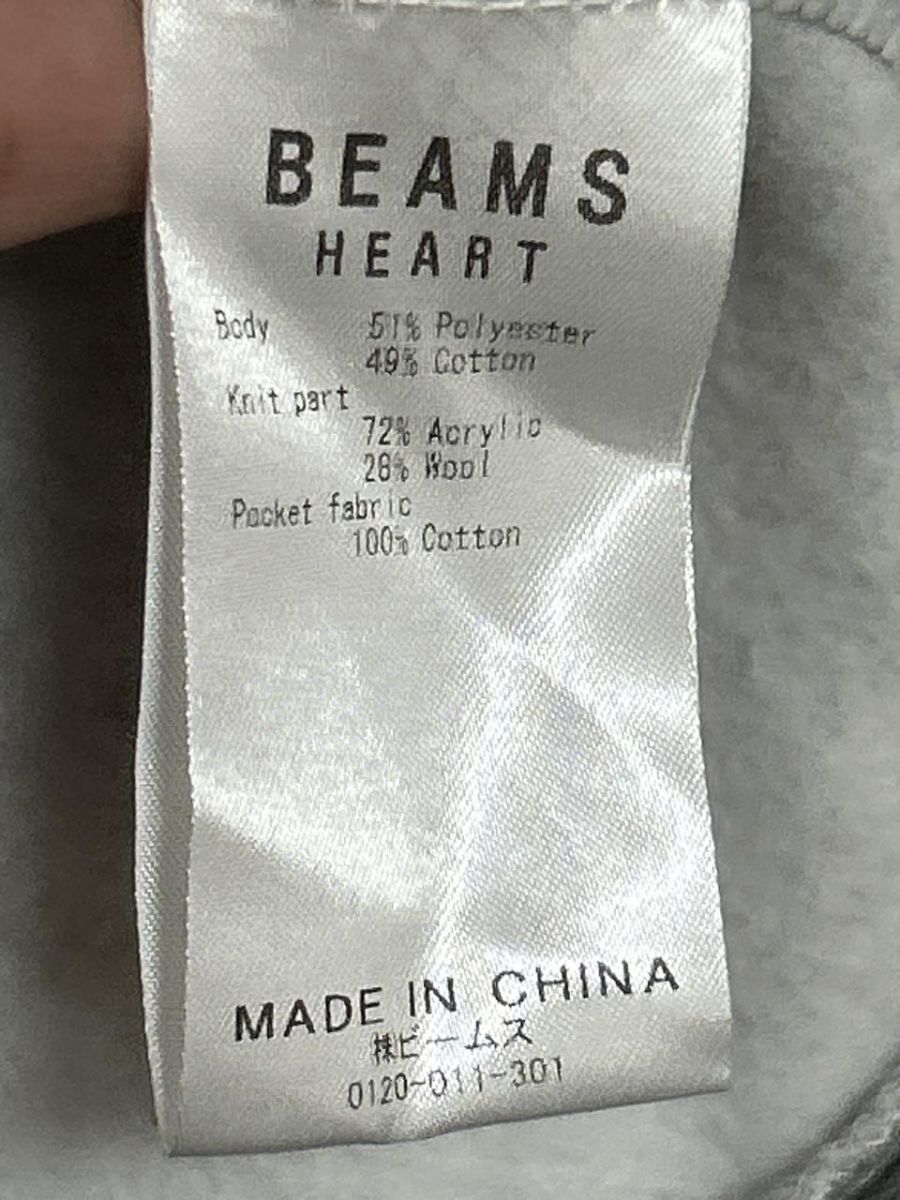 BEAMS
HEART
Body 51% Polyester
49% Cotton
Knit part
72% Acrylic
28% Wool
Pocket fabric
100% Cotton
MADE IN CHINA
㈱ビームス
0120-011-301